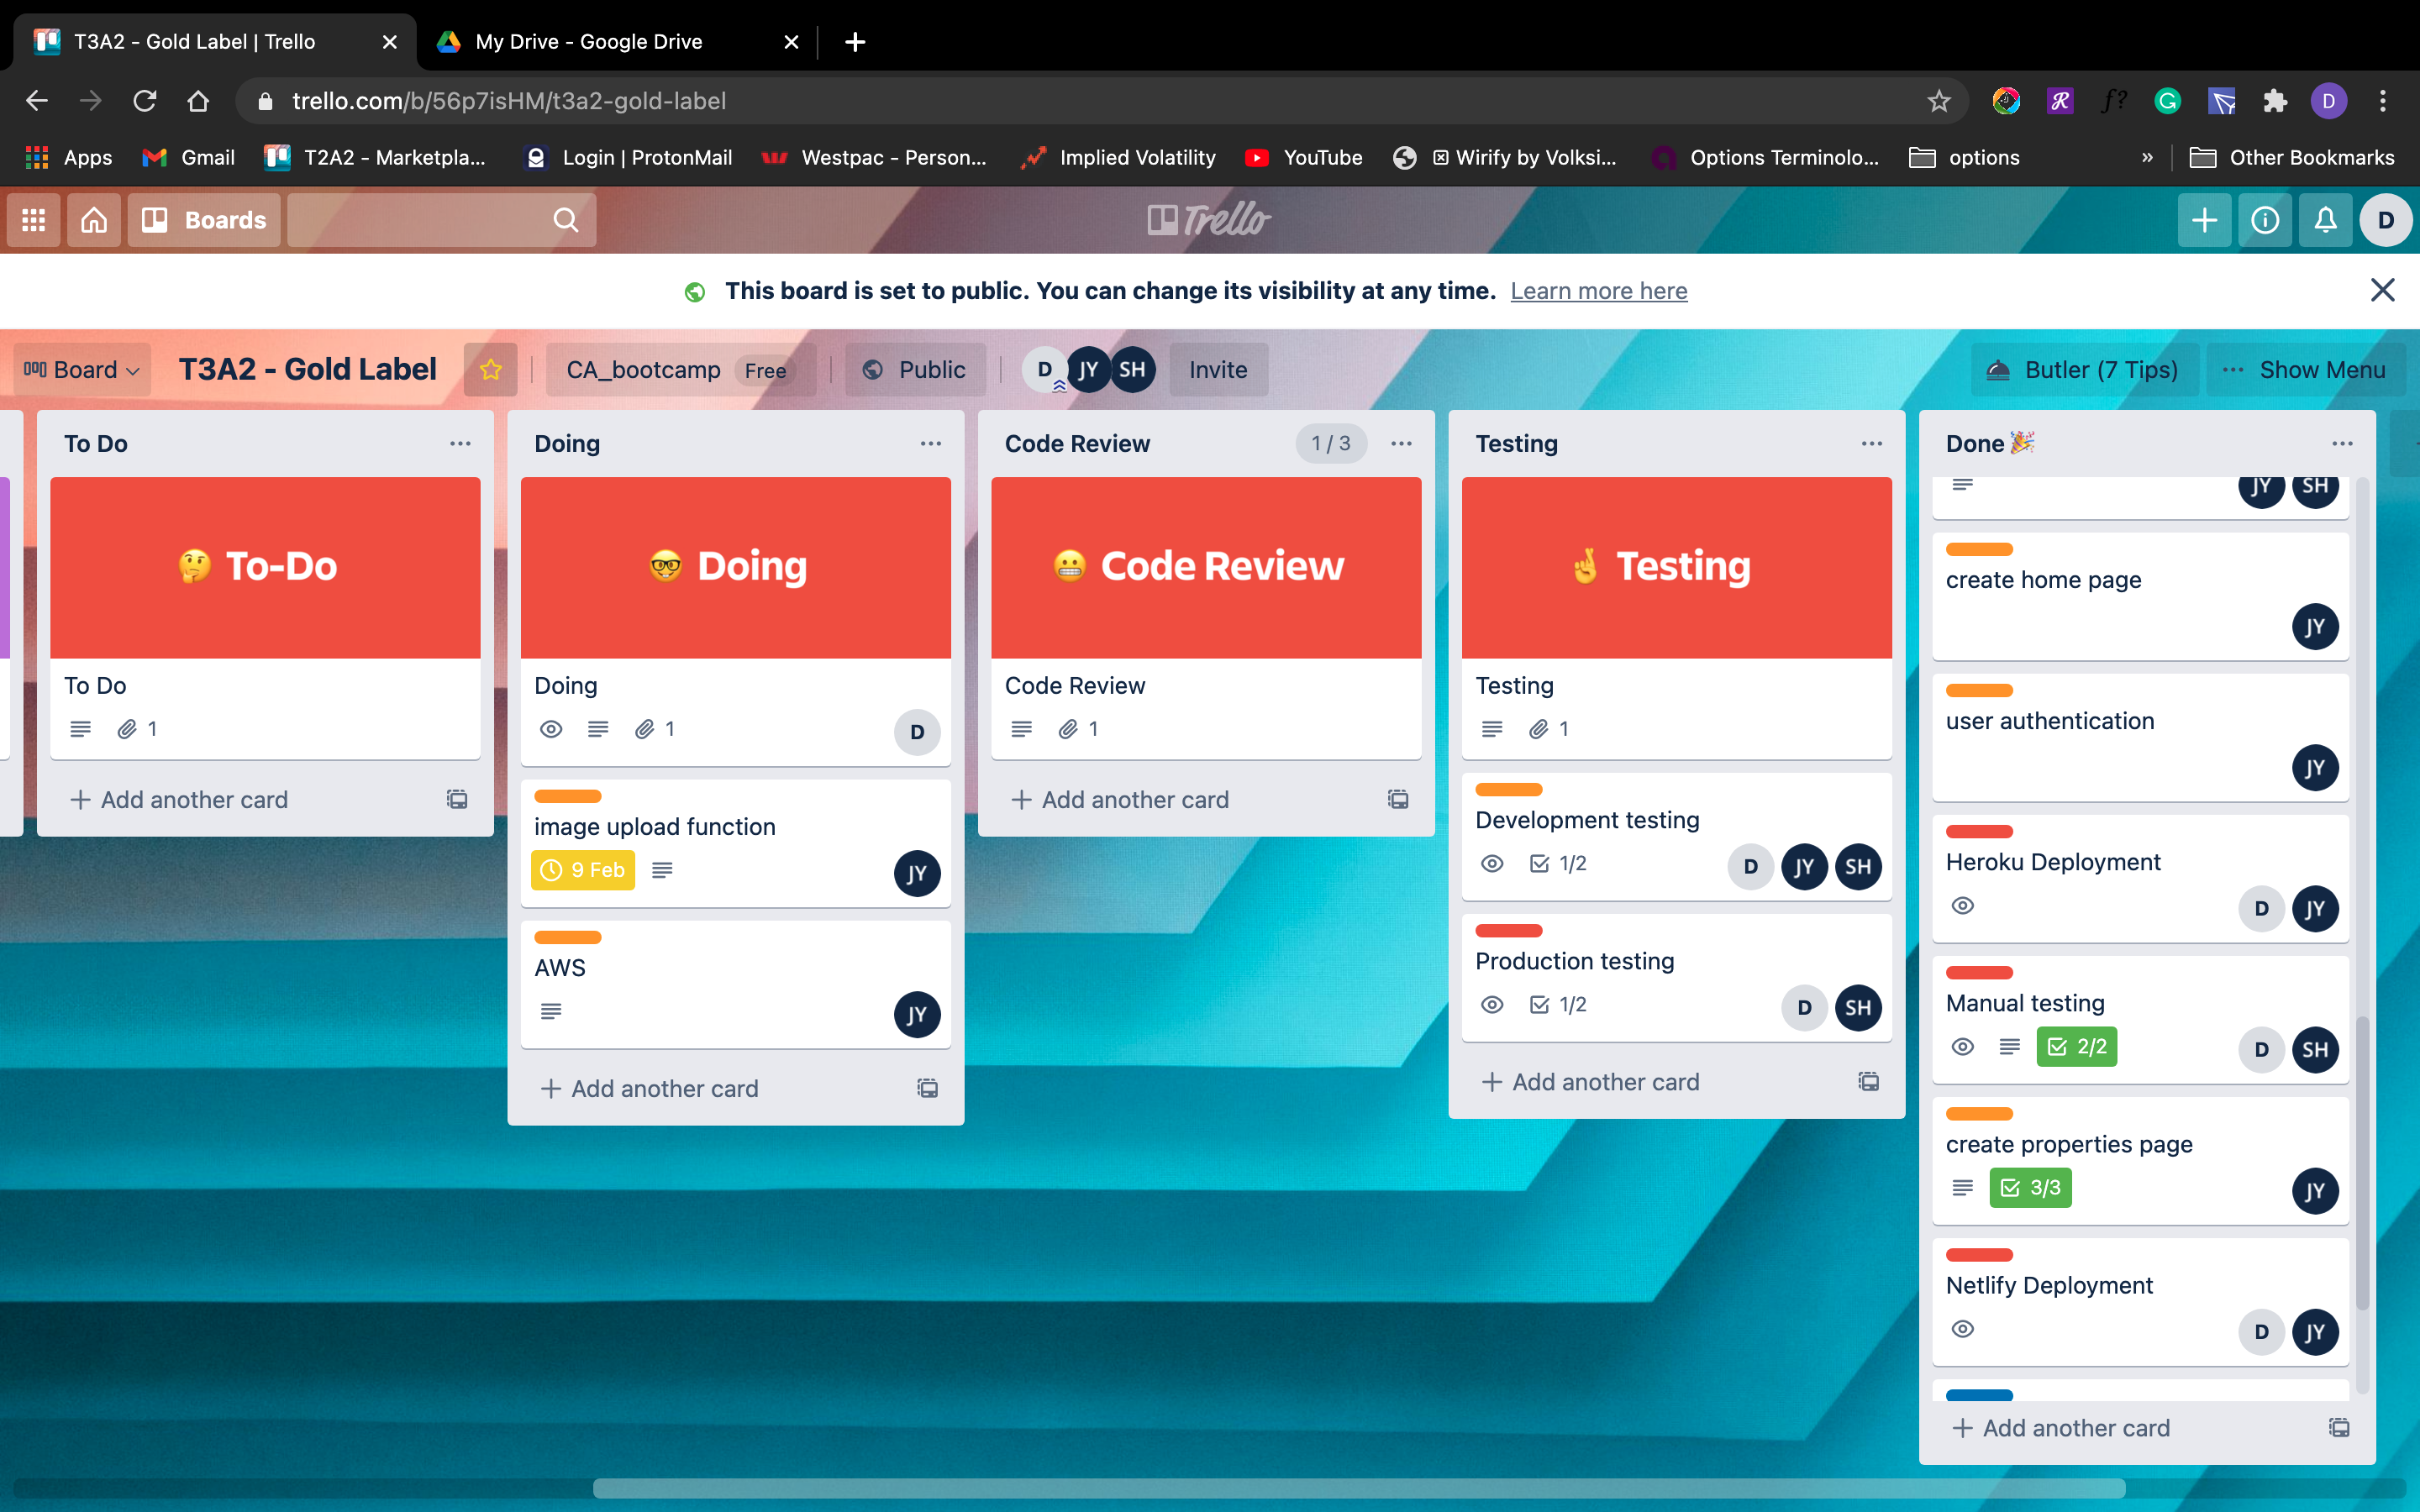 T3A2 - Gold Label | Trello
My Drive - Google Drive
trello.com/b/56p7isHM/t3a2-gold-label
D
Apps
Gmail
T2A2 - Marketpla...
Login | ProtonMail
Westpac - Person...
Implied Volatility
YouTube
Wirify by Volksi...
Options Terminolo...
options
»
Other Bookmarks
Boards
Trello
D
This board is set to public. You can change its visibility at any time. Learn more here
Board
T3A2 - Gold Label
CA_bootcamp Free
Public
D JY SH
Invite
Butler (7 Tips)
Show Menu
To Do
🤔 To-Do
To Do
1
+ Add another card
Doing
🤓 Doing
Doing
1
D
image upload function
9 Feb
JY
AWS
JY
+ Add another card
Code Review
1 / 3
😬 Code Review
Code Review
1
+ Add another card
Testing
🤞 Testing
Testing
1
Development testing
1/2
D JY SH
Production testing
1/2
D SH
+ Add another card
Done🎉
JY SH
create home page
JY
user authentication
JY
Heroku Deployment
D JY
Manual testing
2/2
D SH
create properties page
3/3
JY
Netlify Deployment
D JY
+ Add another card